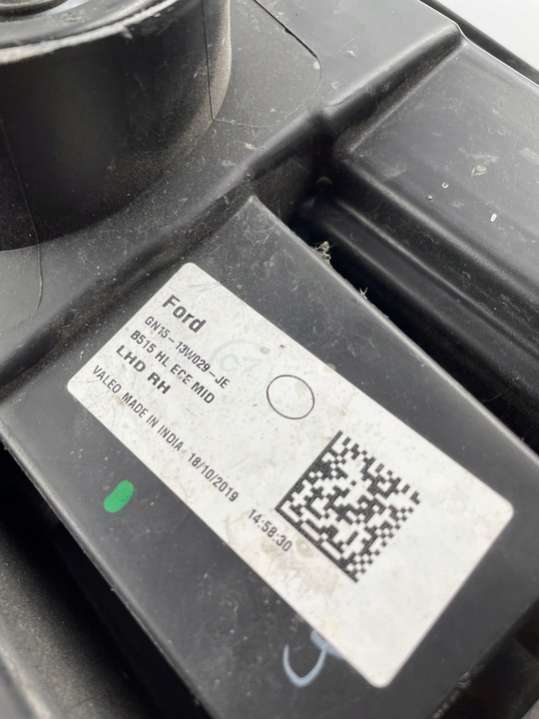 Ford
GN15-13W029-JE
B515 HL ECE MID
LHD RH
VALEO MADE IN INDIA 18/10/2019 14:58:30